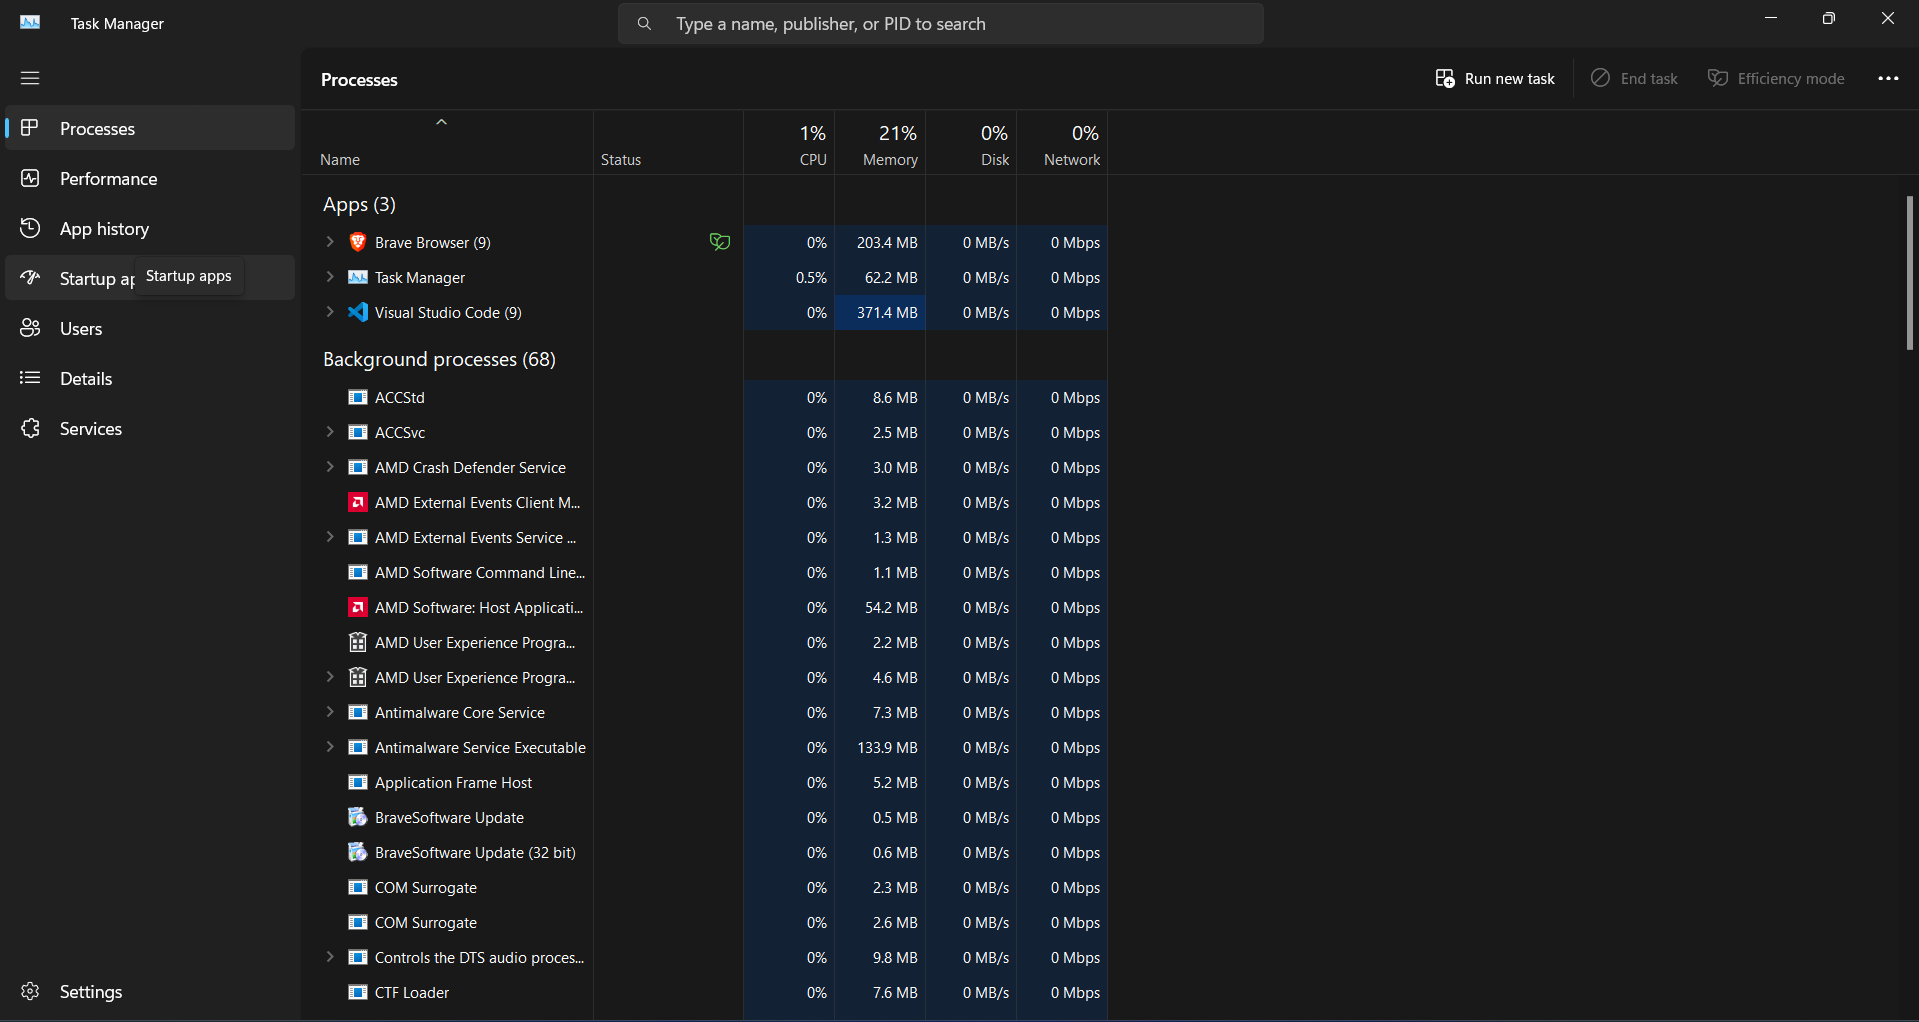 Task Manager
Type a name, publisher, or PID to search
Processes
Run new task
End task
Efficiency mode
Processes
Performance
App history
Startup ap
Startup apps
Users
Details
Services
Settings
1% 21% 0% 0%
Name Status CPU Memory Disk Network
Apps (3)
Brave Browser (9) 0% 203.4 MB 0 MB/s 0 Mbps
Task Manager 0.5% 62.2 MB 0 MB/s 0 Mbps
Visual Studio Code (9) 0% 371.4 MB 0 MB/s 0 Mbps
Background processes (68)
ACCStd 0% 8.6 MB 0 MB/s 0 Mbps
ACCSvc 0% 2.5 MB 0 MB/s 0 Mbps
AMD Crash Defender Service 0% 3.0 MB 0 MB/s 0 Mbps
AMD External Events Client M... 0% 3.2 MB 0 MB/s 0 Mbps
AMD External Events Service ... 0% 1.3 MB 0 MB/s 0 Mbps
AMD Software Command Line... 0% 1.1 MB 0 MB/s 0 Mbps
AMD Software: Host Applicati... 0% 54.2 MB 0 MB/s 0 Mbps
AMD User Experience Progra... 0% 2.2 MB 0 MB/s 0 Mbps
AMD User Experience Progra... 0% 4.6 MB 0 MB/s 0 Mbps
Antimalware Core Service 0% 7.3 MB 0 MB/s 0 Mbps
Antimalware Service Executable 0% 133.9 MB 0 MB/s 0 Mbps
Application Frame Host 0% 5.2 MB 0 MB/s 0 Mbps
BraveSoftware Update 0% 0.5 MB 0 MB/s 0 Mbps
BraveSoftware Update (32 bit) 0% 0.6 MB 0 MB/s 0 Mbps
COM Surrogate 0% 2.3 MB 0 MB/s 0 Mbps
COM Surrogate 0% 2.6 MB 0 MB/s 0 Mbps
Controls the DTS audio proces... 0% 9.8 MB 0 MB/s 0 Mbps
CTF Loader 0% 7.6 MB 0 MB/s 0 Mbps